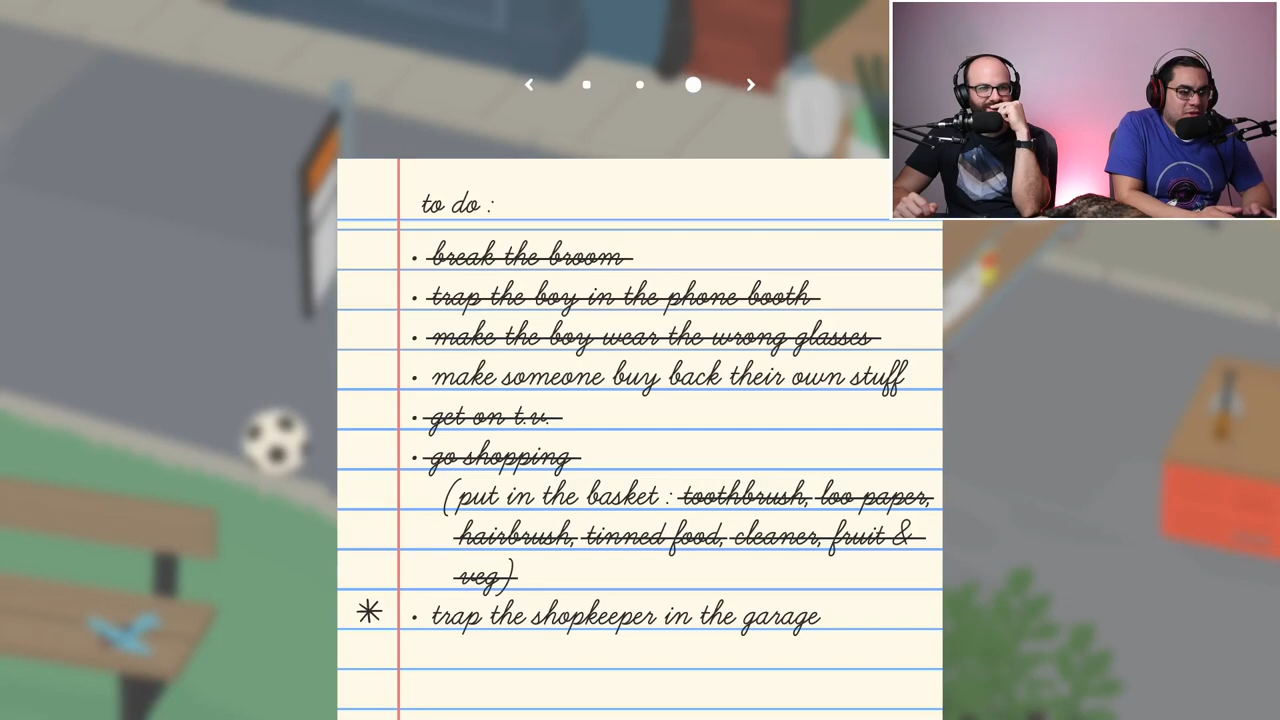 to do :
• break the broom
• trap the boy in the phone booth
• make the boy wear the wrong glasses
• make someone buy back their own stuff
• get on t.v.
• go shopping
(put in the basket : toothbrush, loo paper,
hairbrush, tinned food, cleaner, fruit &
veg)
* • trap the shopkeeper in the garage